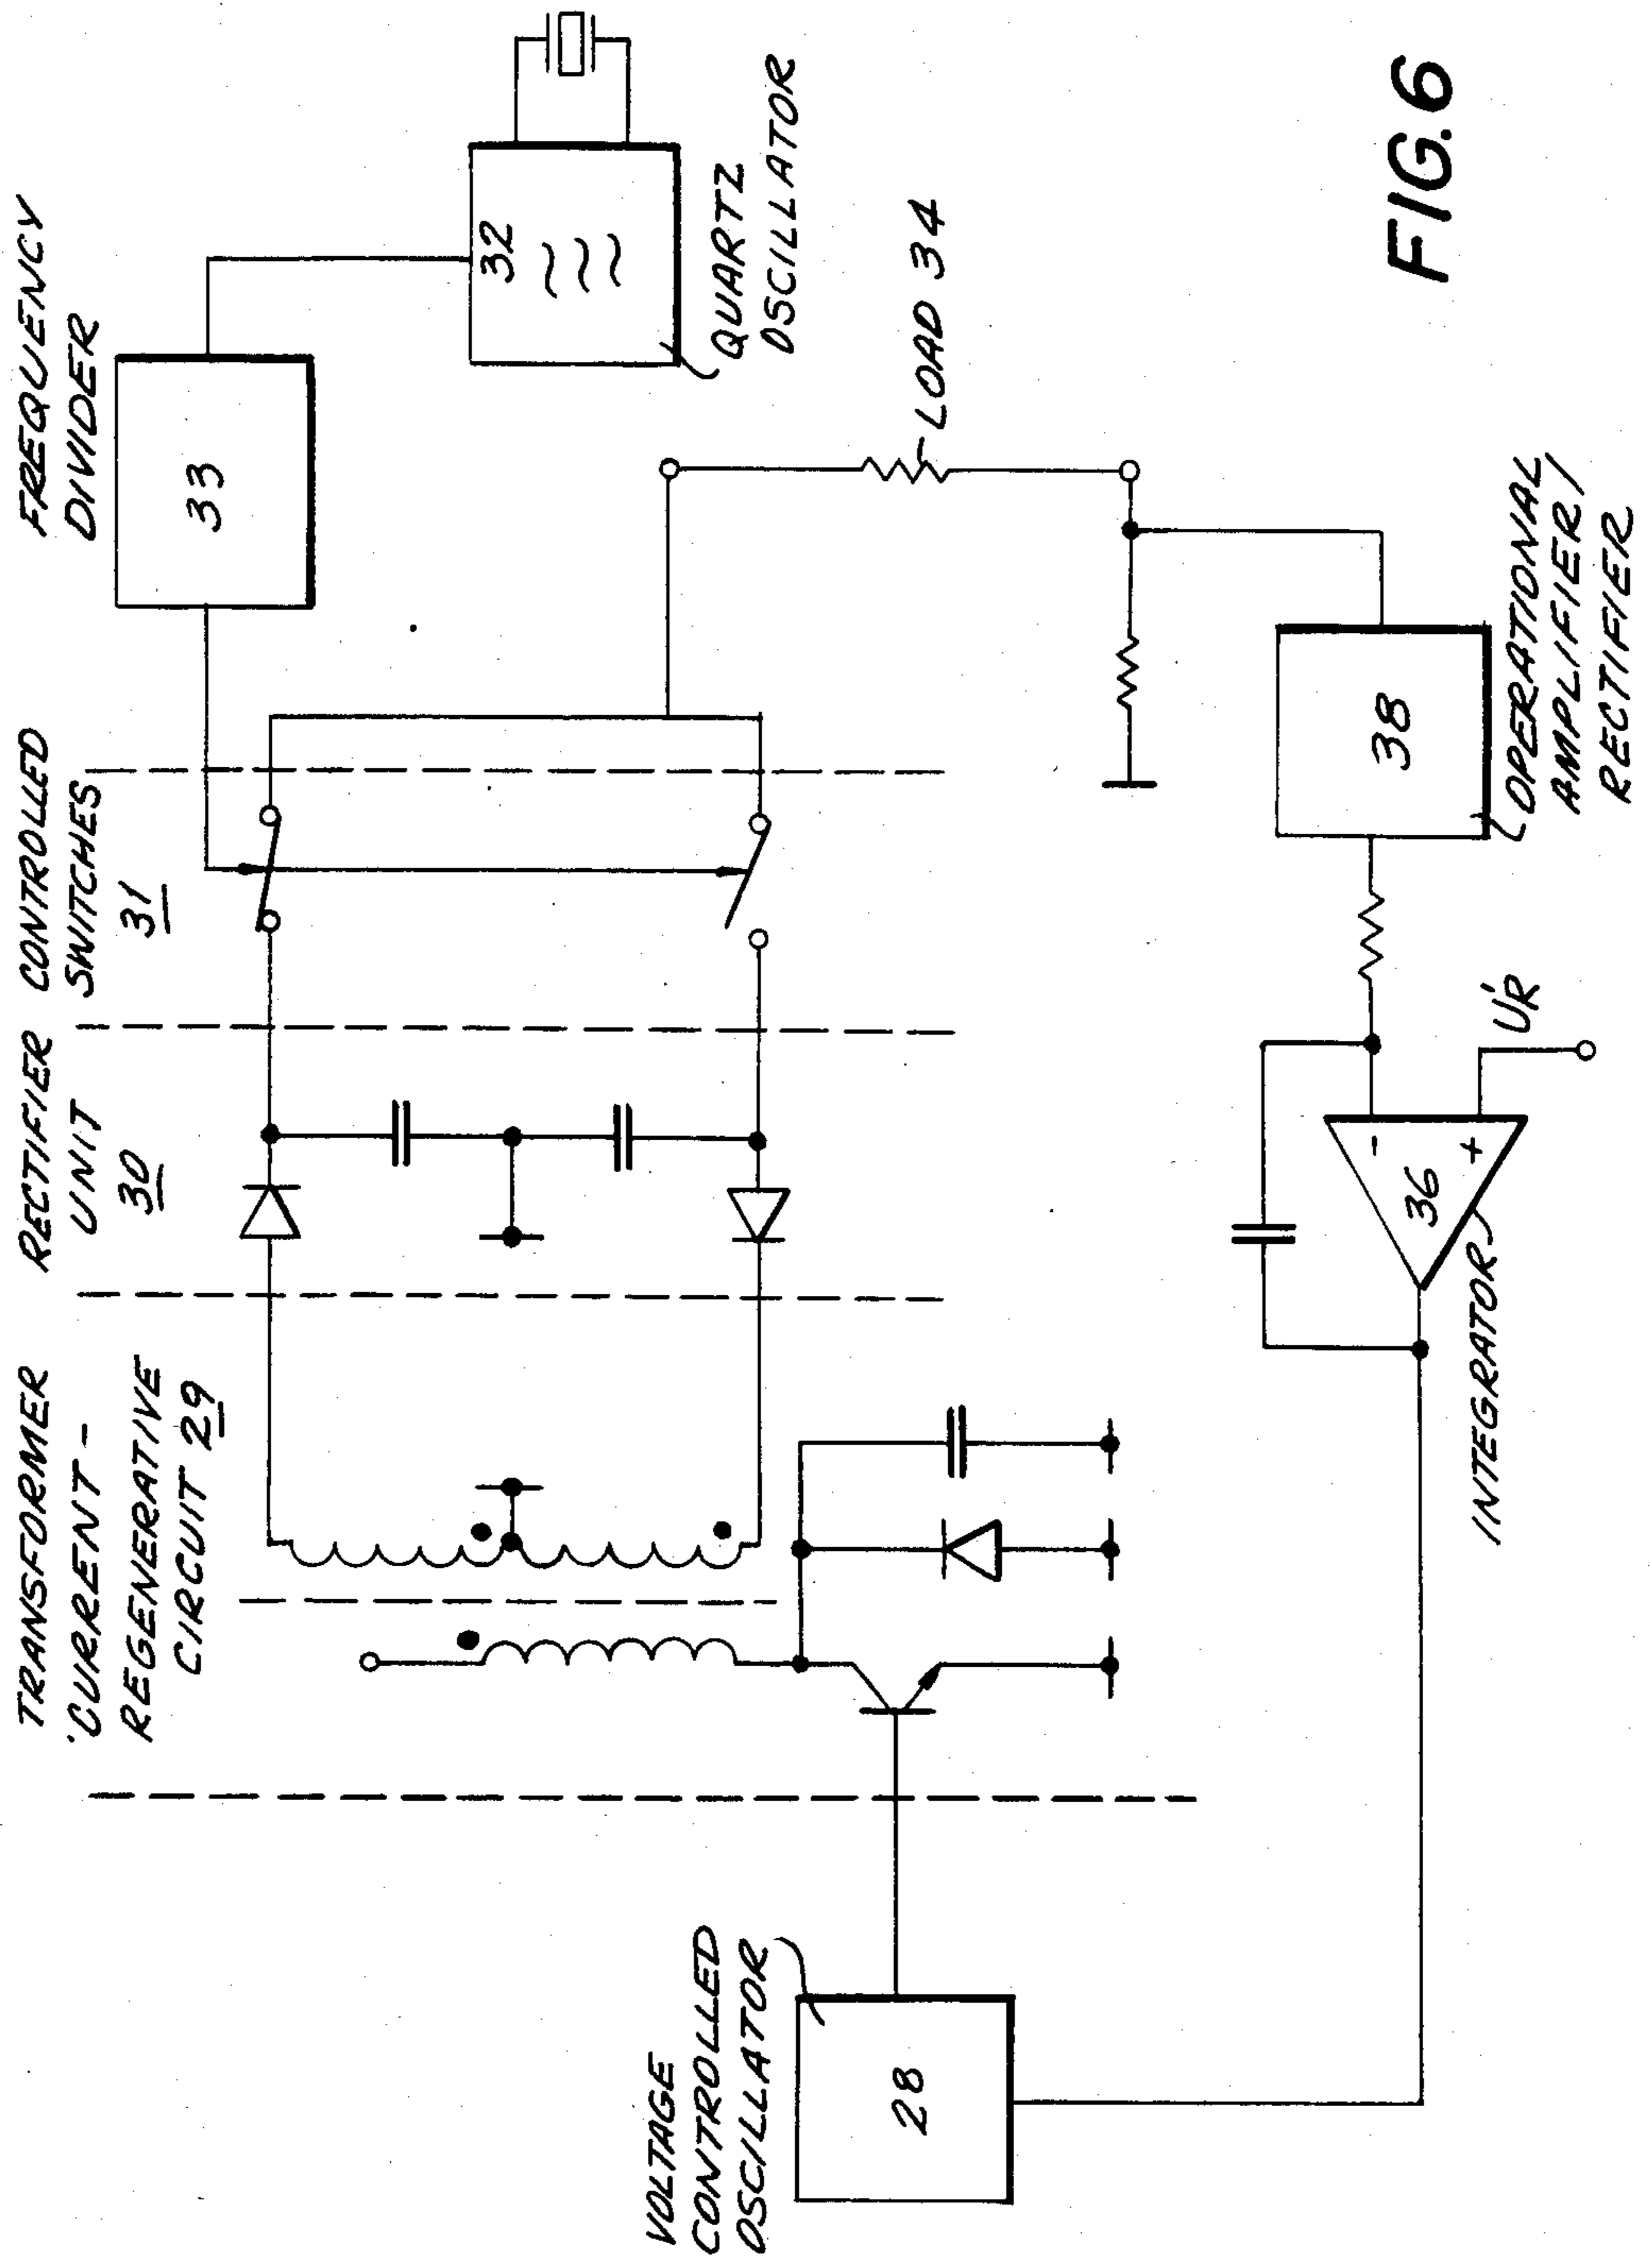 TRANSFORMER
'CURRENT-
REGENERATIVE
CIRCUIT 29
RECTIFIER
UNIT
30
CONTROLLED
SWITCHES
31
FREQUENCY
DIVIDER
33
32
QUARTZ
OSCILLATOR
LOAD 34
VOLTAGE
CONTROLLED
OSCILLATOR
28
INTEGRATOR
36
-
+
U'R
38
OPERATIONAL
AMPLIFIER/
RECTIFIER
FIG. 6